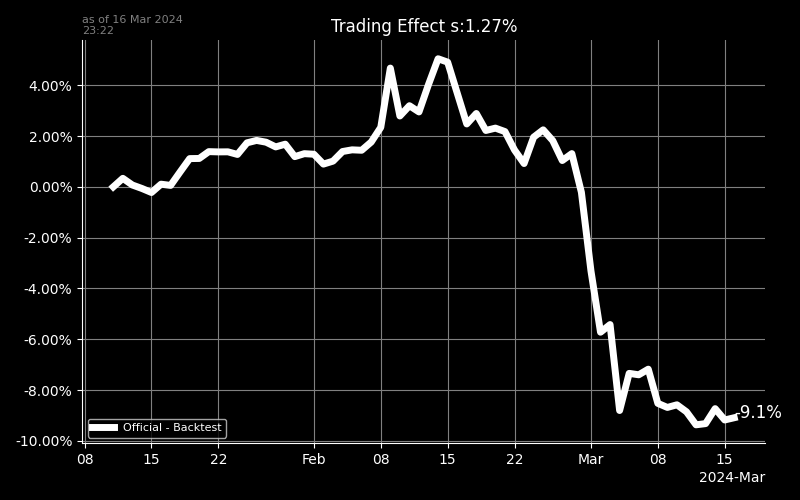 as of 16 Mar 2024
23:22
Trading Effect s:1.27%
4.00%
2.00%
0.00%
-2.00%
-4.00%
-6.00%
-8.00%
-10.00%
-9.1%
Official - Backtest
08 15 22 Feb 08 15 22 Mar 08 15
2024-Mar